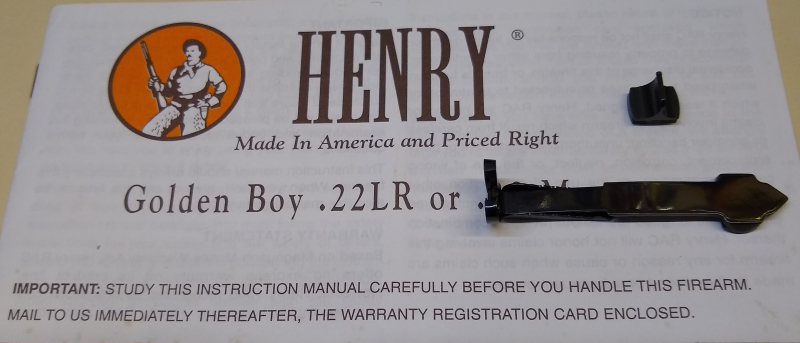 HENRY®
Made In America and Priced Right
Golden Boy .22LR or .
IMPORTANT: STUDY THIS INSTRUCTION MANUAL CAREFULLY BEFORE YOU HANDLE THIS FIREARM.
MAIL TO US IMMEDIATELY THEREAFTER, THE WARRANTY REGISTRATION CARD ENCLOSED.